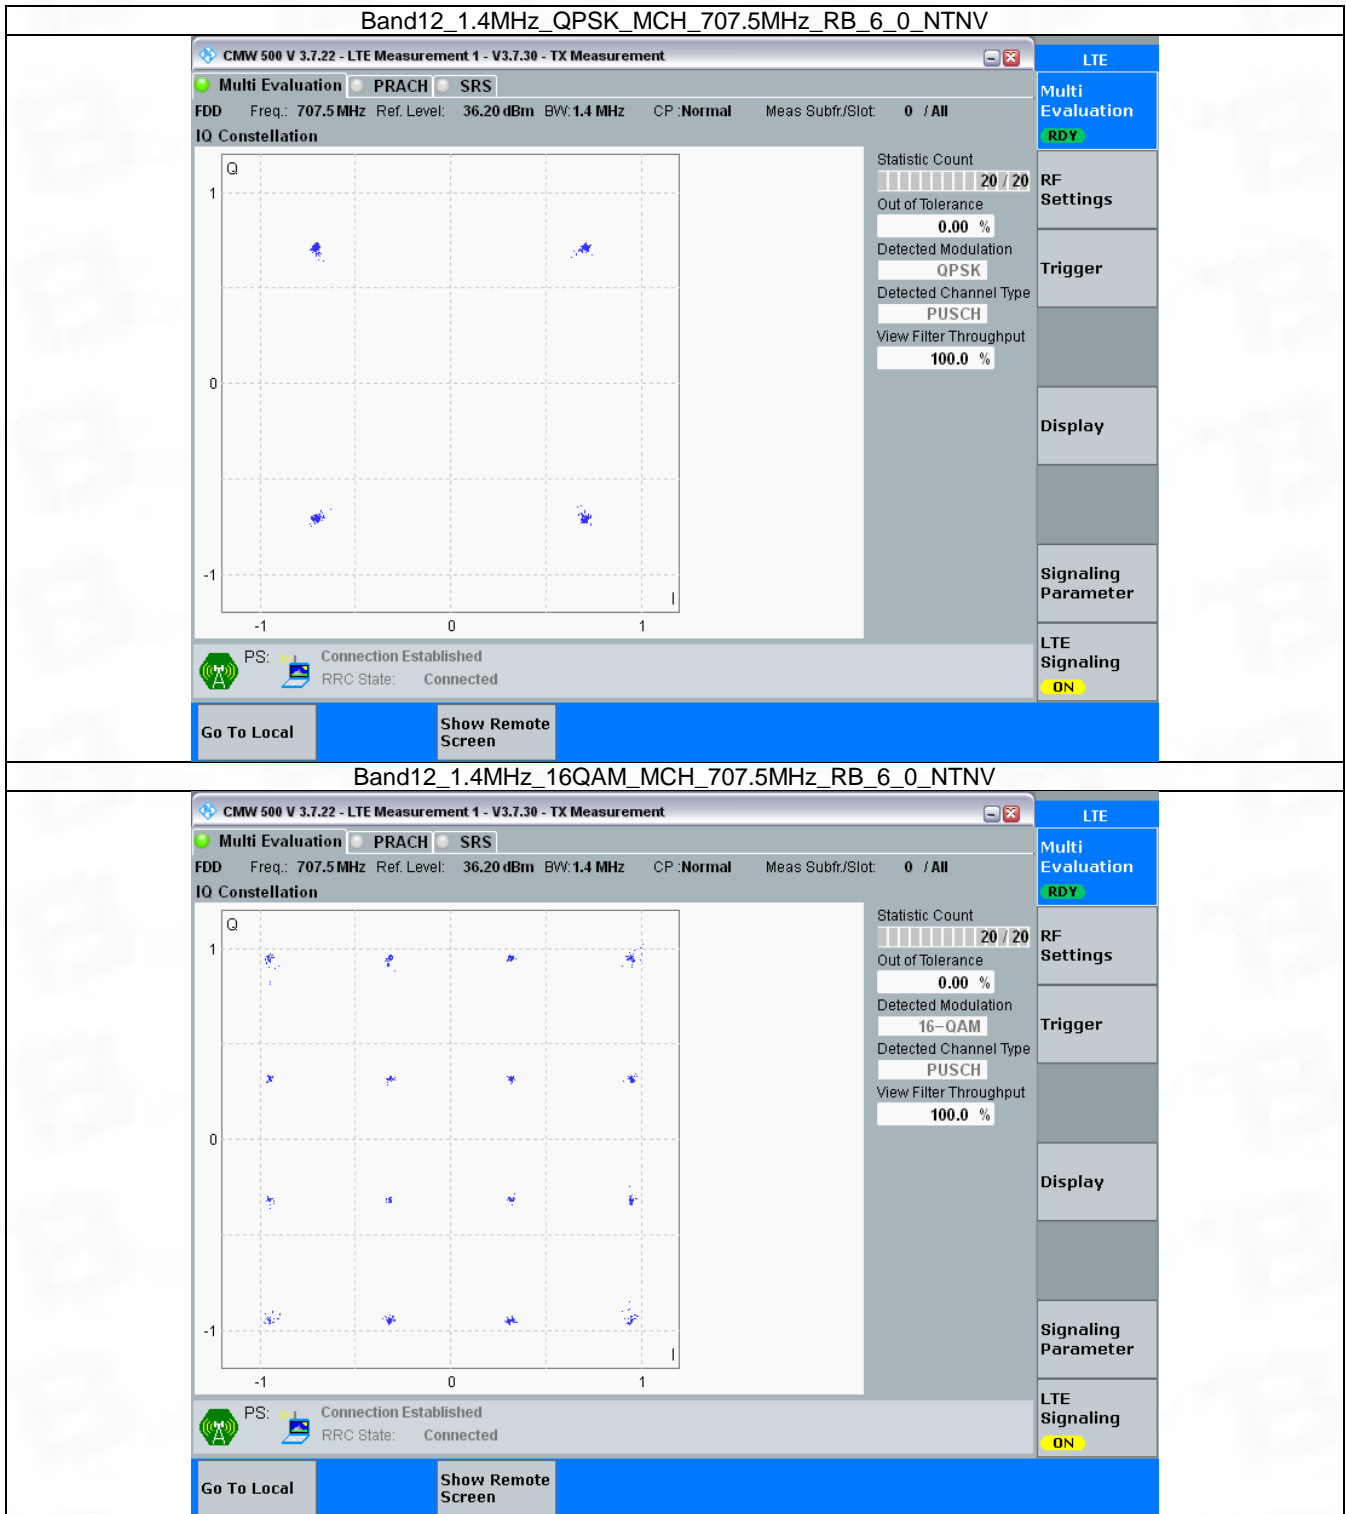 Band12_1.4MHz_QPSK_MCH_707.5MHz_RB_6_0_NTNV
CMW 500 V 3.7.22 - LTE Measurement 1 - V3.7.30 - TX Measurement
LTE
Multi Evaluation PRACH SRS
Multi
Evaluation
RDY
FDD Freq.: 707.5 MHz Ref. Level: 36.20 dBm BW: 1.4 MHz CP : Normal Meas Subfr./Slot: 0 / All
IQ Constellation
Q
1
0
-1
I
-1 0 1
Statistic Count
20 / 20
Out of Tolerance
0.00 %
Detected Modulation
QPSK
Detected Channel Type
PUSCH
View Filter Throughput
100.0 %
RF
Settings
Trigger
Display
Signaling
Parameter
LTE
Signaling
ON
PS: Connection Established
RRC State: Connected
Go To Local
Show Remote
Screen
Band12_1.4MHz_16QAM_MCH_707.5MHz_RB_6_0_NTNV
CMW 500 V 3.7.22 - LTE Measurement 1 - V3.7.30 - TX Measurement
LTE
Multi Evaluation PRACH SRS
Multi
Evaluation
RDY
FDD Freq.: 707.5 MHz Ref. Level: 36.20 dBm BW: 1.4 MHz CP : Normal Meas Subfr./Slot: 0 / All
IQ Constellation
Q
1
0
-1
I
-1 0 1
Statistic Count
20 / 20
Out of Tolerance
0.00 %
Detected Modulation
16-QAM
Detected Channel Type
PUSCH
View Filter Throughput
100.0 %
RF
Settings
Trigger
Display
Signaling
Parameter
LTE
Signaling
ON
PS: Connection Established
RRC State: Connected
Go To Local
Show Remote
Screen